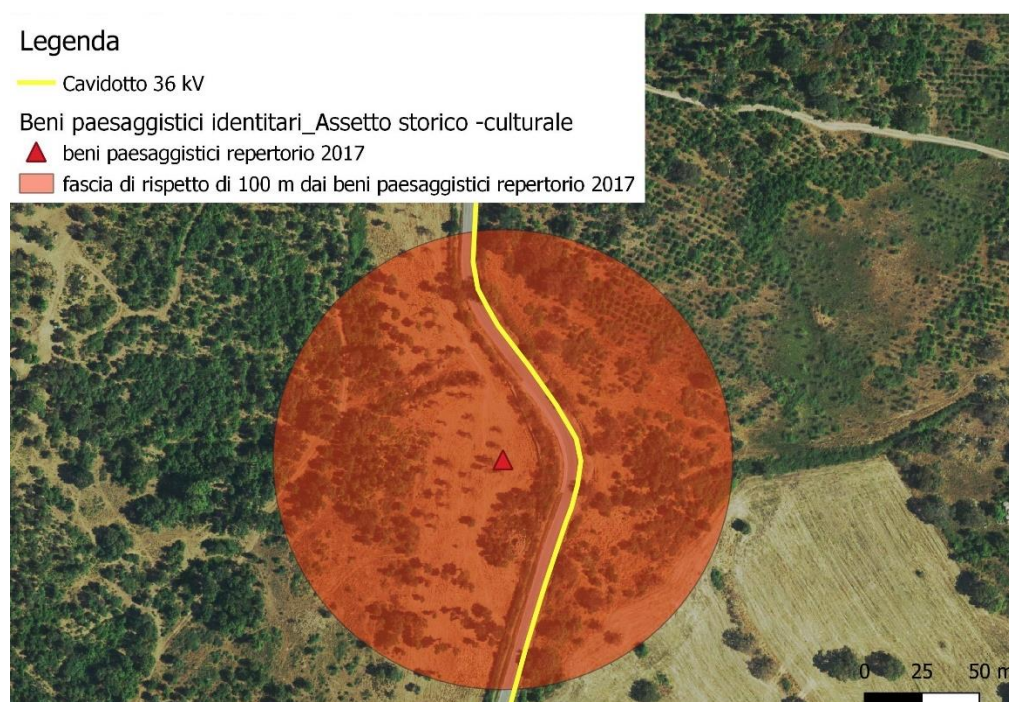 Legenda
Cavidotto 36 kV
Beni paesaggistici identitari_Assetto storico -culturale
beni paesaggistici repertorio 2017
fascia di rispetto di 100 m dai beni paesaggistici repertorio 2017
0 25 50 m